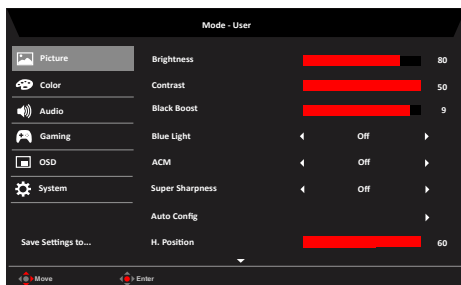 Mode - User
Picture
Brightness 80
Color
Contrast 50
Audio
Black Boost 9
Gaming
Blue Light Off
OSD
ACM Off
System
Super Sharpness Off
Auto Config
Save Settings to...
H. Position 60
Move Enter